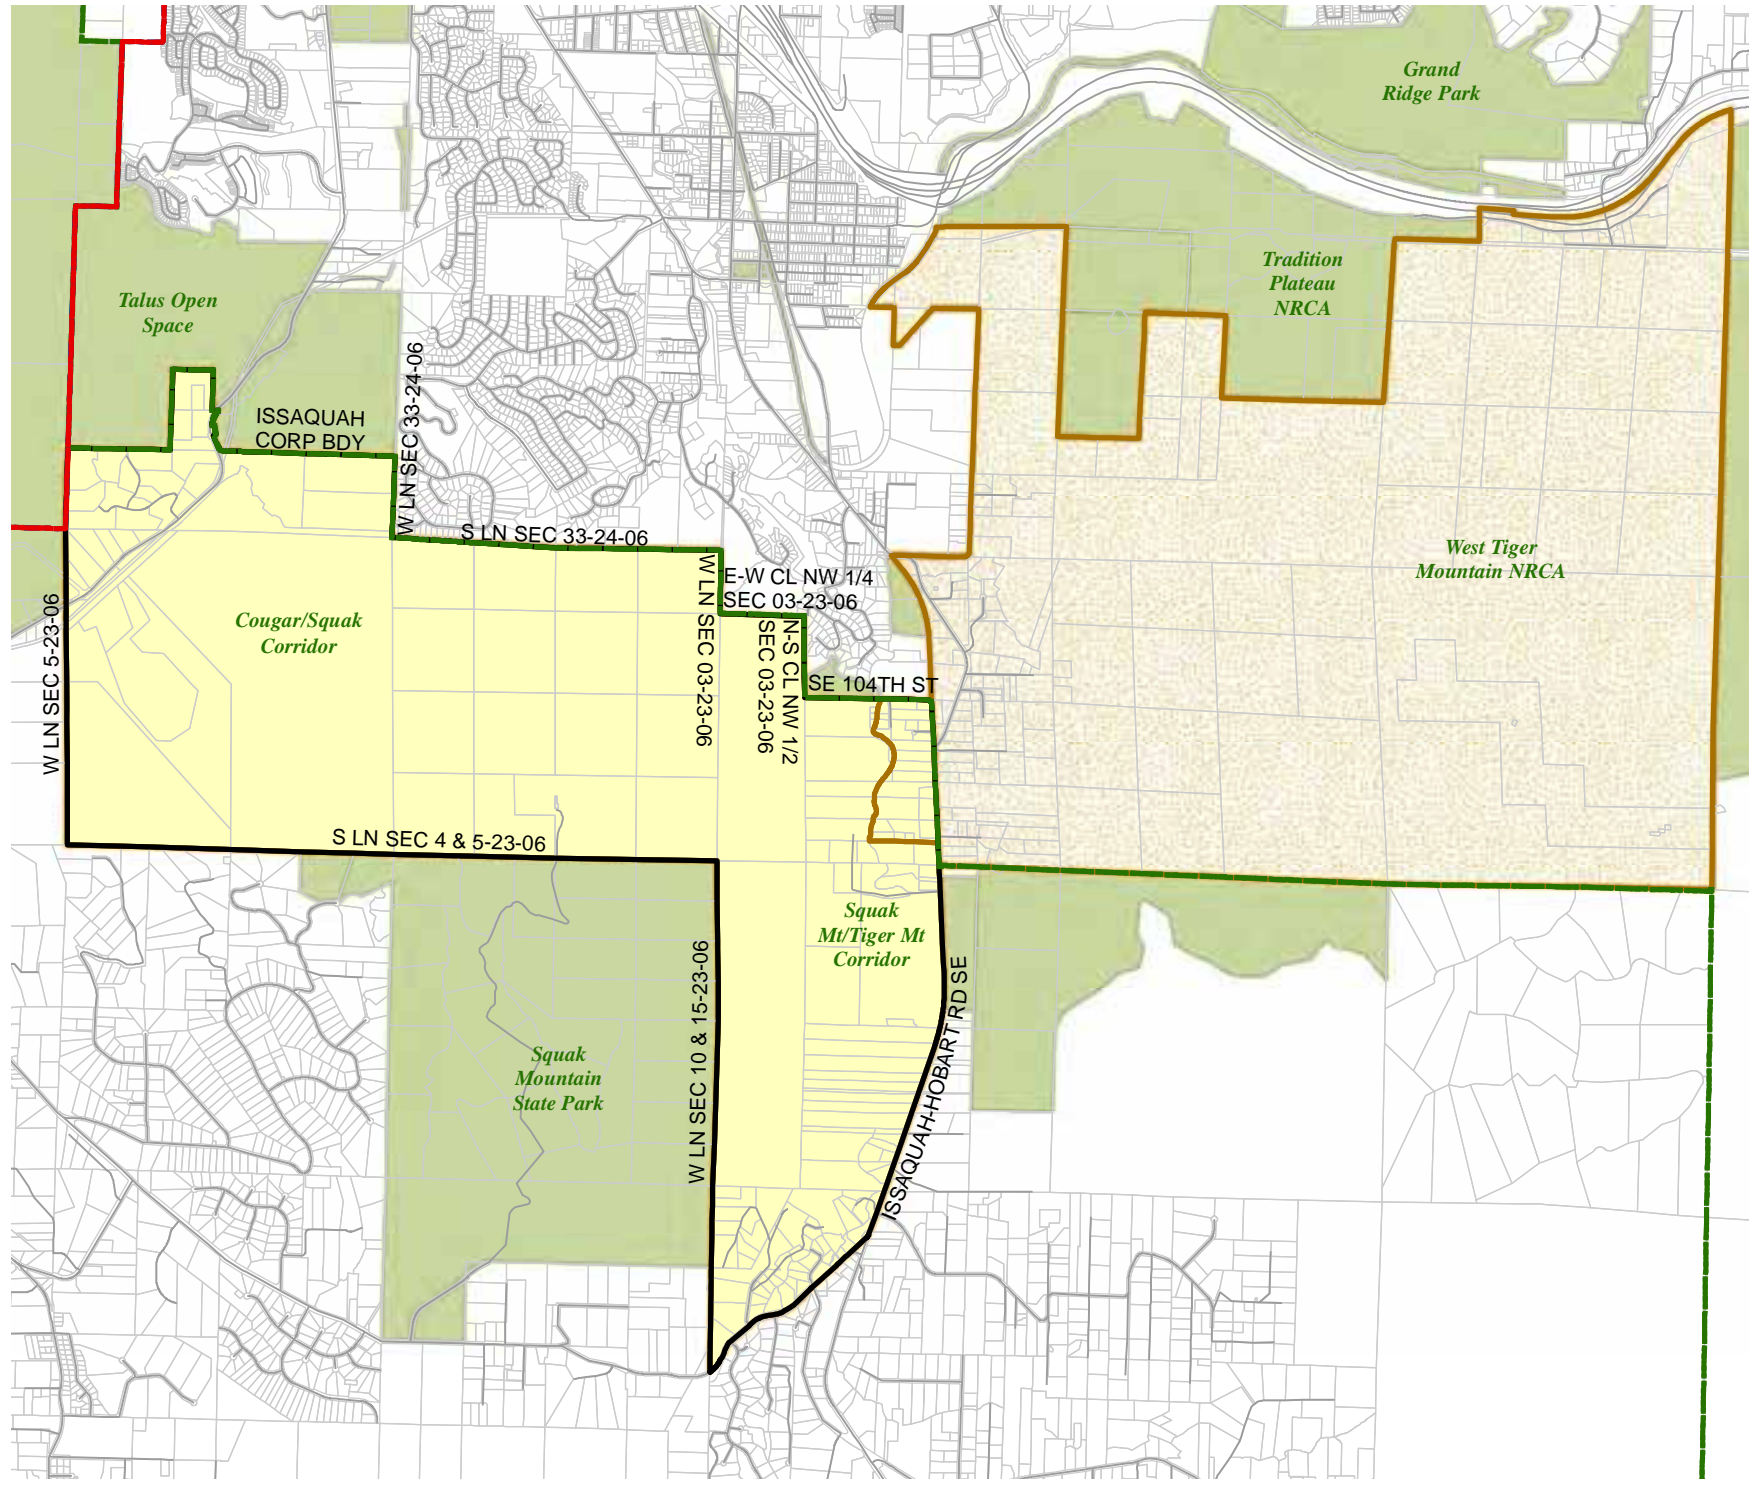 Grand
Ridge Park
Tradition
Plateau
NRCA
Talus Open
Space
ISSAQUAH
CORP BDY
W LN SEC 33-24-06
S LN SEC 33-24-06
West Tiger
Mountain NRCA
E-W CL NW 1/4
SEC 03-23-06
W LN SEC 03-23-06
N-S CL NW 1/2
SEC 03-23-06
Cougar/Squak
Corridor
W LN SEC 5-23-06
SE 104TH ST
S LN SEC 4 & 5-23-06
Squak
Mt/Tiger Mt
Corridor
W LN SEC 10 & 15-23-06
ISSAQUAH-HOBART RD SE
Squak
Mountain
State Park